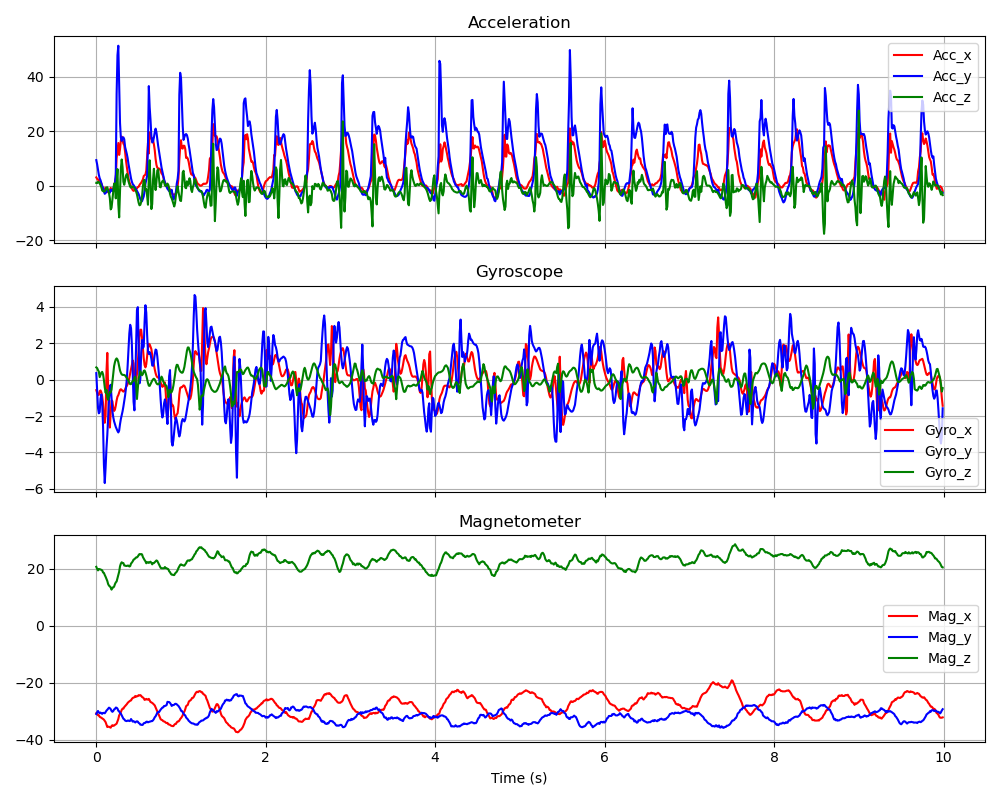 Acceleration
40
20
0
−20
Acc_x
Acc_y
Acc_z
Gyroscope
4
2
0
−2
−4
−6
Gyro_x
Gyro_y
Gyro_z
Magnetometer
20
0
−20
−40
Mag_x
Mag_y
Mag_z
0 2 4 6 8 10
Time (s)